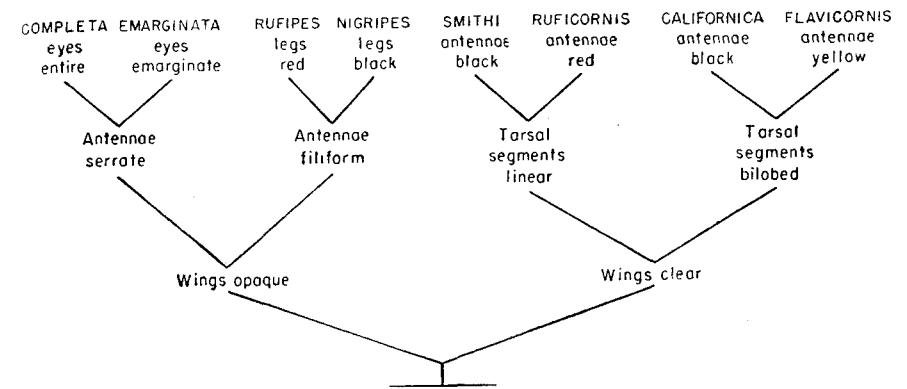 COMPLETA
eyes
entire
EMARGINATA
eyes
emarginate
RUFIPES
legs
red
NIGRIPES
legs
black
SMITHI
antennae
black
RUFICORNIS
antennae
red
CALIFORNICA
antennae
black
FLAVICORNIS
antennae
yellow
Antennae
serrate
Antennae
filiform
Tarsal
segments
linear
Tarsal
segments
bilobed
Wings opaque
Wings clear